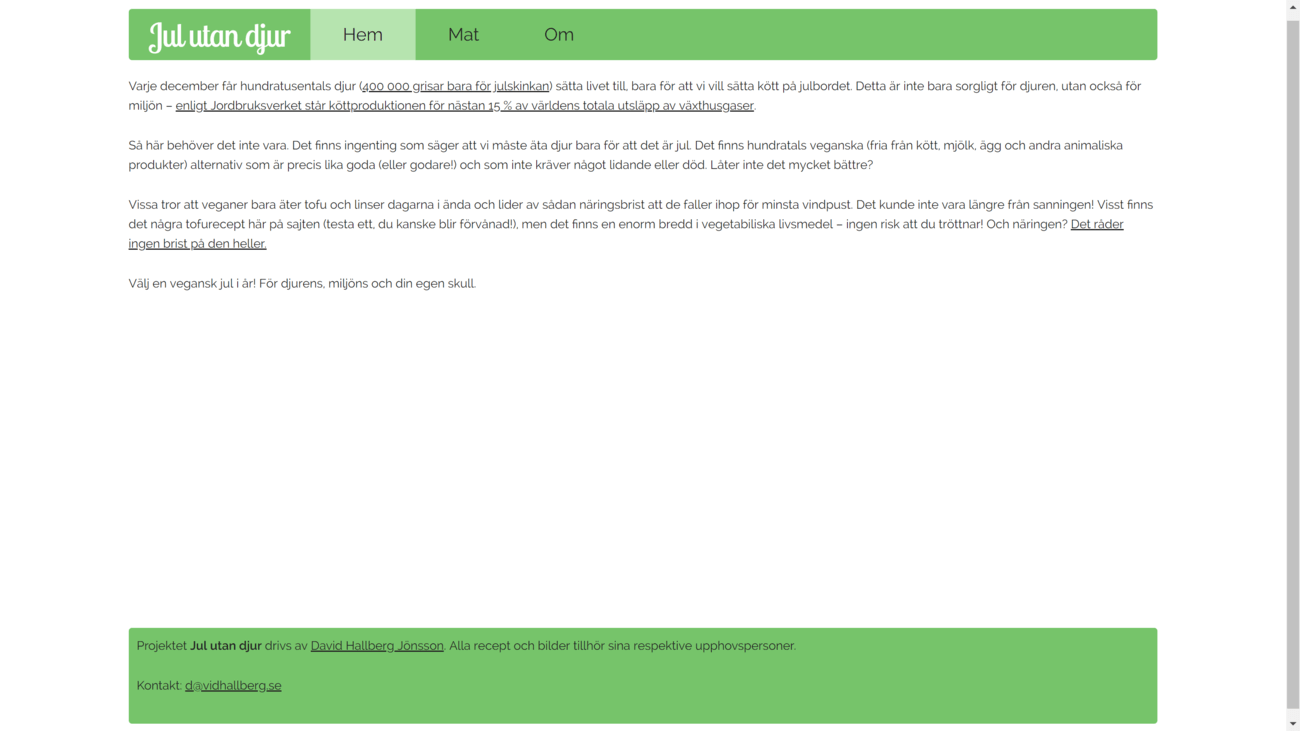 Jul utan djur
Hem
Mat
Om
Varje december får hundratusentals djur (400 000 grisar bara för julskinkan) sätta livet till, bara för att vi vill sätta kött på julbordet. Detta är inte bara sorgligt för djuren, utan också för
miljön – enligt Jordbruksverket står köttproduktionen för nästan 15 % av världens totala utsläpp av växthusgaser.
Så här behöver det inte vara. Det finns ingenting som säger att vi måste äta djur bara för att det är jul. Det finns hundratals veganska (fria från kött, mjölk, ägg och andra animaliska
produkter) alternativ som är precis lika goda (eller godare!) och som inte kräver något lidande eller död. Låter inte det mycket bättre?
Vissa tror att veganer bara äter tofu och linser dagarna i ända och lider av sådan näringsbrist att de faller ihop för minsta vindpust. Det kunde inte vara längre från sanningen! Visst finns
det några tofurecept här på sajten (testa ett, du kanske blir förvånad!), men det finns en enorm bredd i vegetabiliska livsmedel – ingen risk att du tröttnar! Och näringen? Det råder
ingen brist på den heller.
Välj en vegansk jul i år! För djurens, miljöns och din egen skull.
Projektet Jul utan djur drivs av David Hallberg Jönsson. Alla recept och bilder tillhör sina respektive upphovspersoner.
Kontakt: d@vidhallberg.se